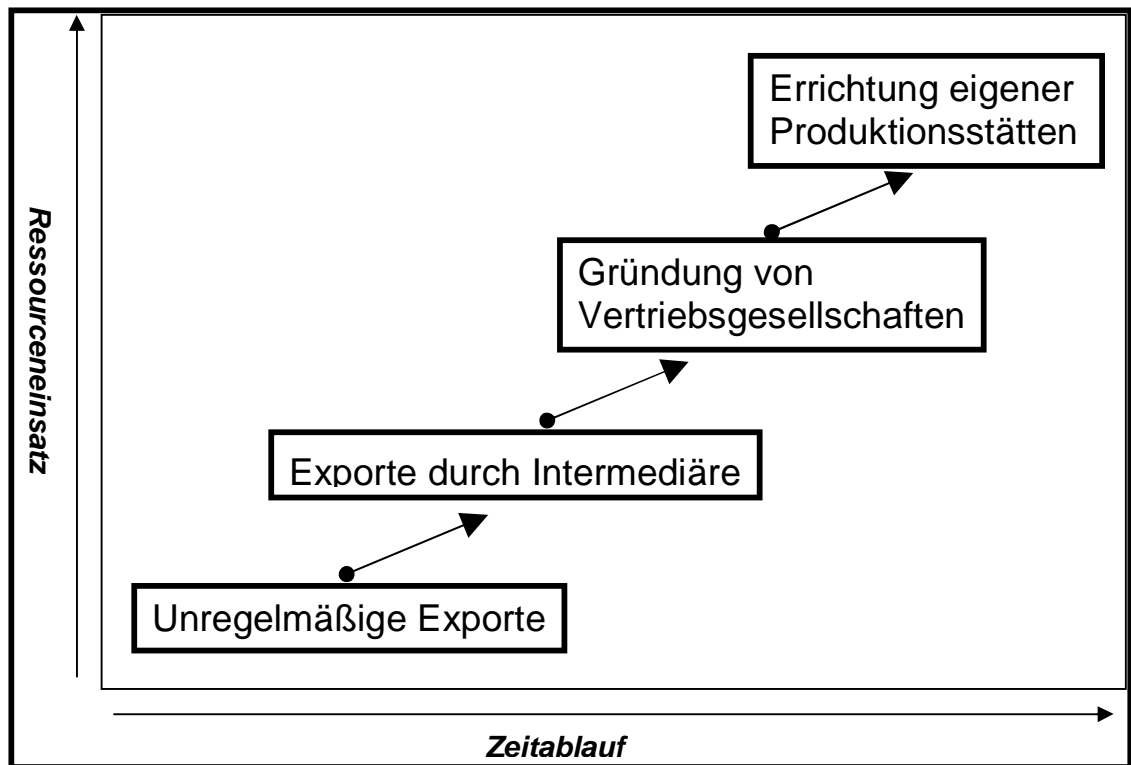 Errichtung eigener
Produktionsstätten
Ressourceneinsatz
Gründung von
Vertriebsgesellschaften
Exporte durch Intermediäre
Unregelmäßige Exporte
Zeitablauf